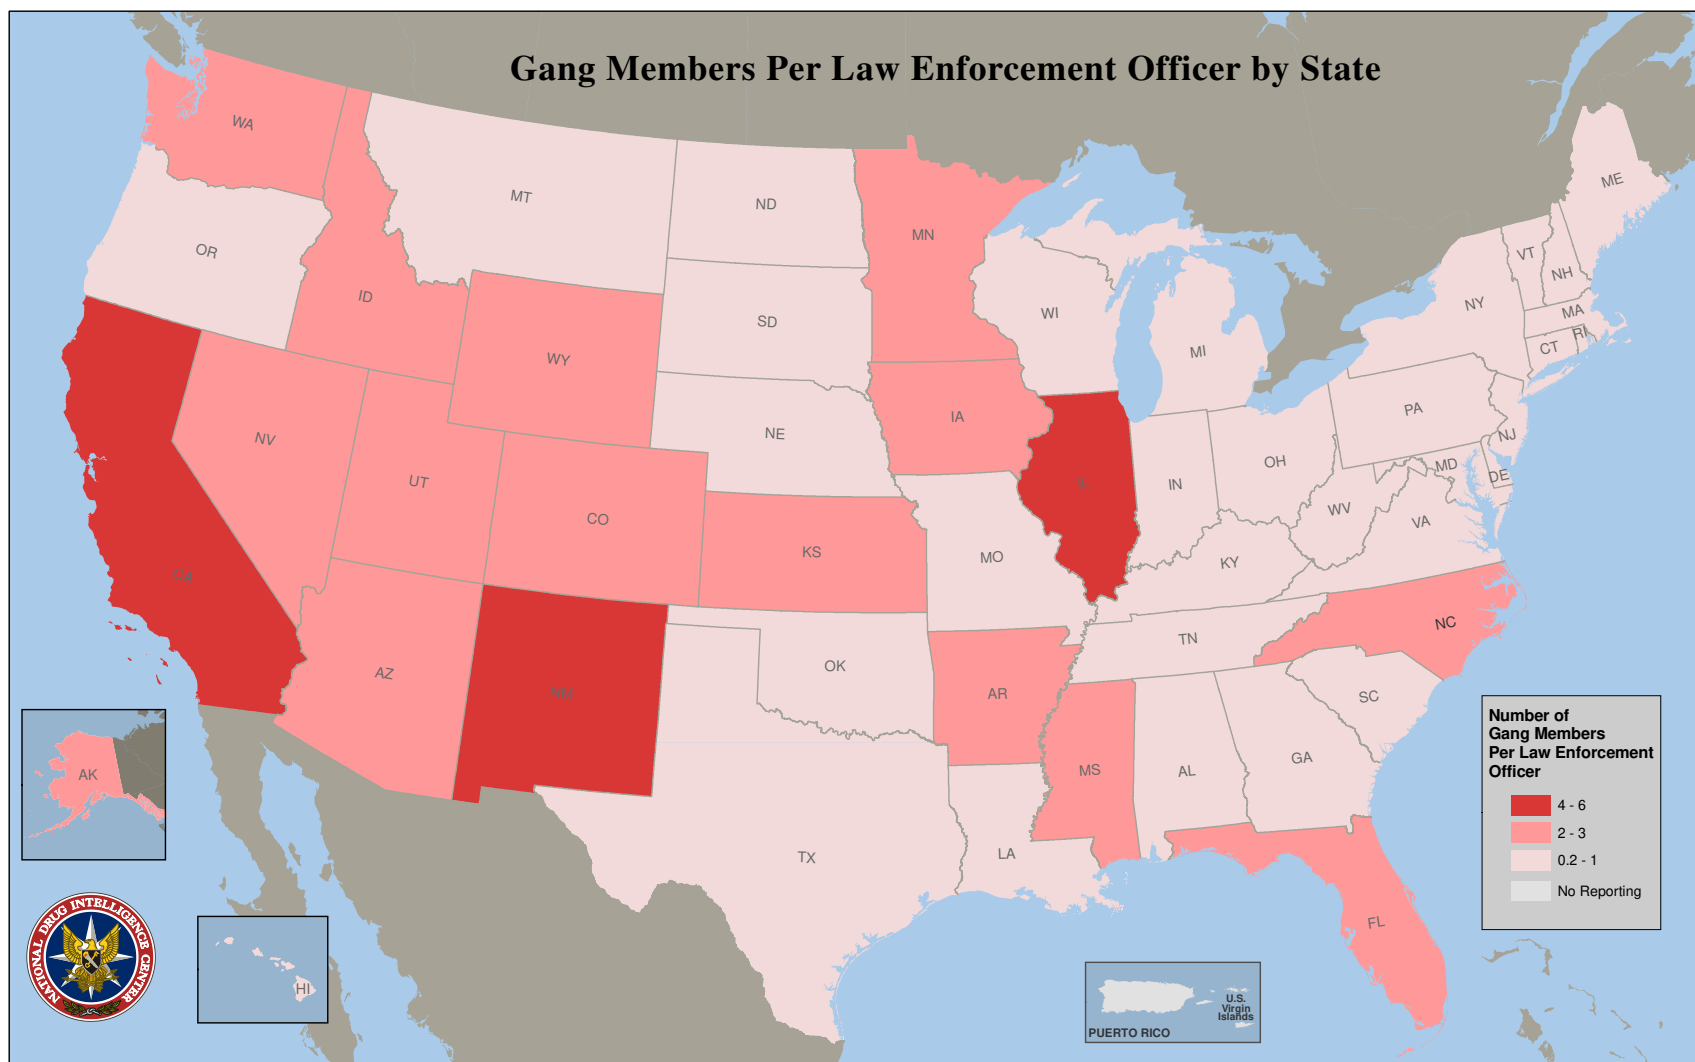 Gang Members Per Law Enforcement Officer by State
WA
MT
ND
MN
ME
OR
ID
SD
WI
MI
NY
VT
NH
MA
CT
RI
WY
IA
NE
PA
NJ
NV
UT
CO
KS
MO
IL
IN
OH
MD
DE
WV
VA
KY
CA
AZ
NM
OK
AR
TN
NC
SC
MS
AL
GA
TX
LA
FL
AK
HI
Number of
Gang Members
Per Law Enforcement
Officer
4 - 6
2 - 3
0.2 - 1
No Reporting
NATIONAL DRUG INTELLIGENCE CENTER
U.S.
Virgin
Islands
PUERTO RICO